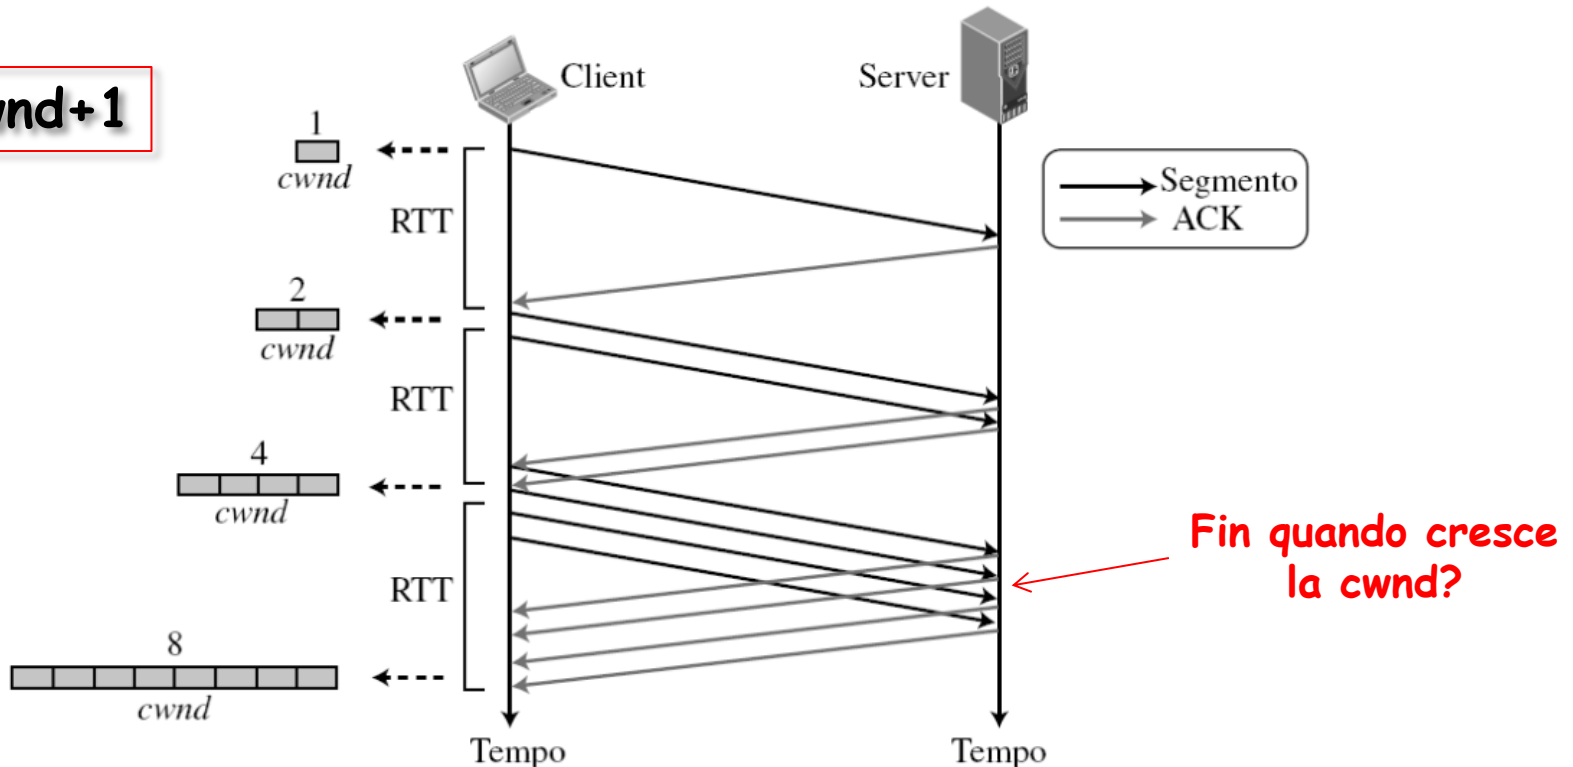 wnd+1
Client
Server
1
cwnd
RTT
Segmento
ACK
2
cwnd
RTT
4
cwnd
RTT
Fin quando cresce
la cwnd?
8
cwnd
Tempo
Tempo